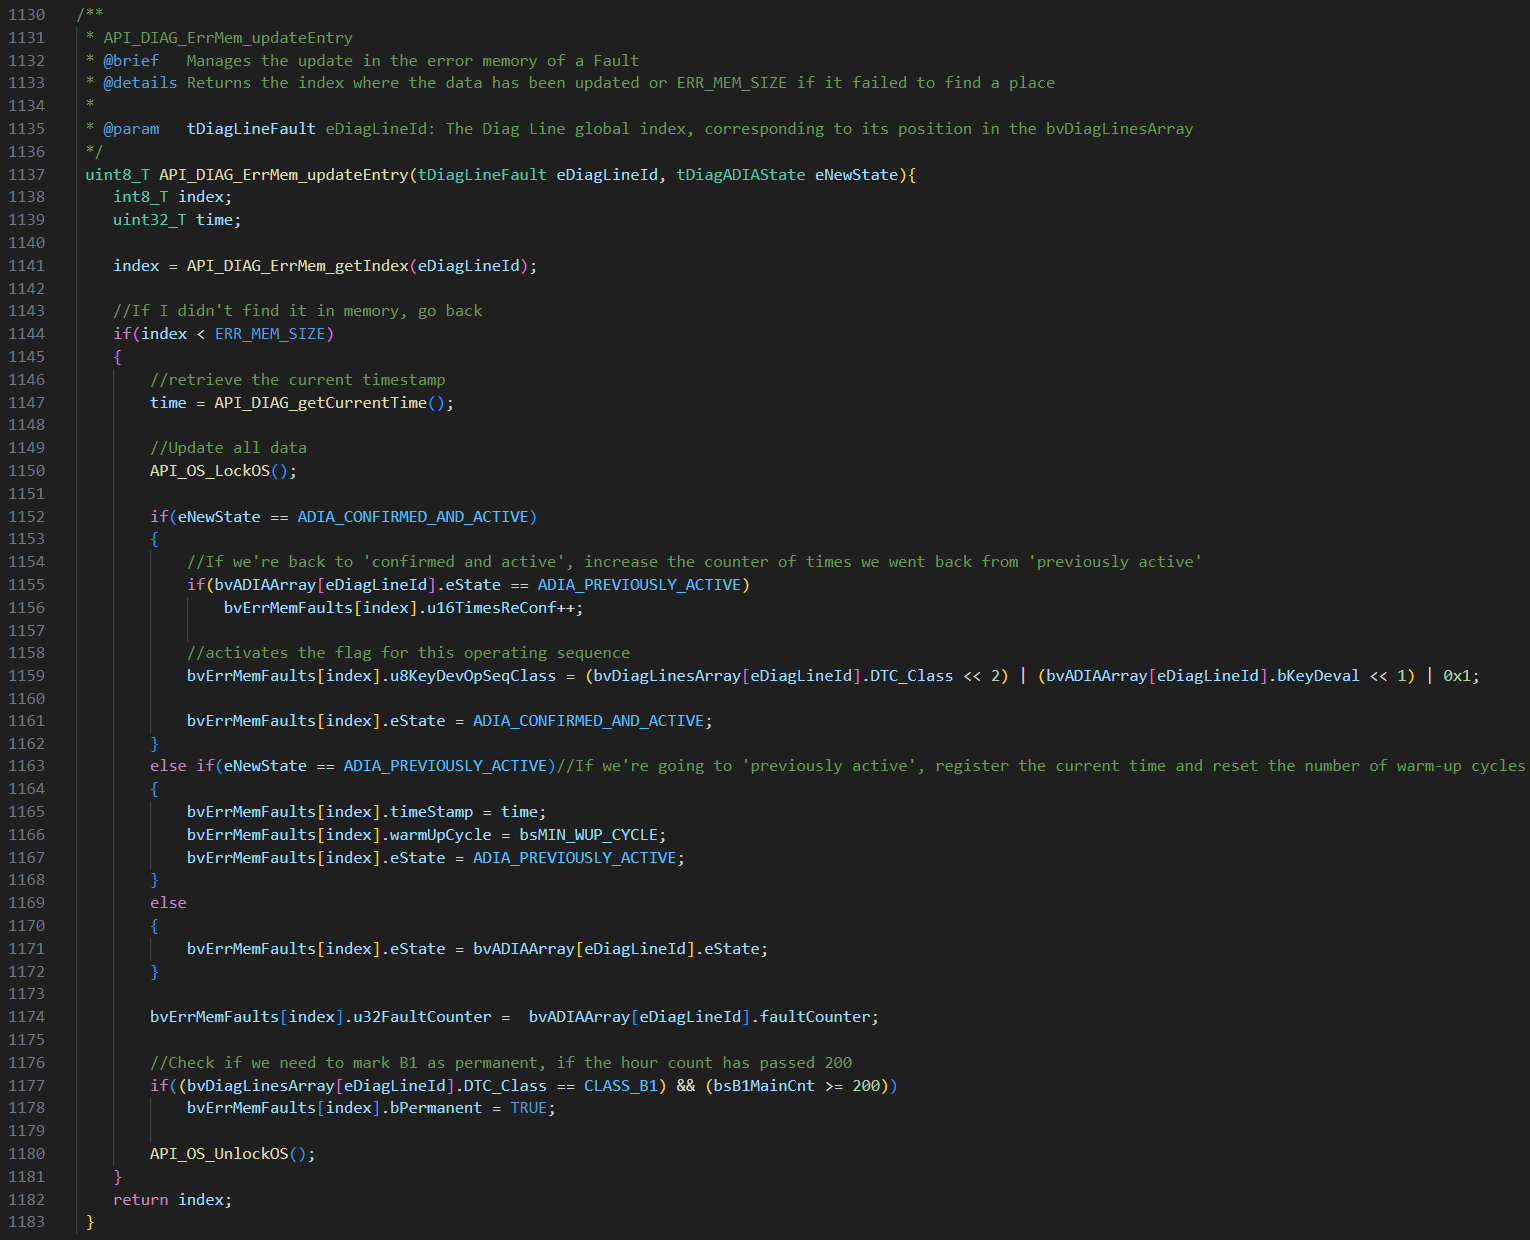 1130 /**
1131  * API_DIAG_ErrMem_updateEntry
1132  * @brief   Manages the update in the error memory of a Fault
1133  * @details Returns the index where the data has been updated or ERR_MEM_SIZE if it failed to find a place
1134  *
1135  * @param   tDiagLineFault eDiagLineId: The Diag Line global index, corresponding to its position in the bvDiagLinesArray
1136  */
1137  uint8_T API_DIAG_ErrMem_updateEntry(tDiagLineFault eDiagLineId, tDiagADIAState eNewState){
1138     int8_T index;
1139     uint32_T time;
1140
1141     index = API_DIAG_ErrMem_getIndex(eDiagLineId);
1142
1143     //If I didn't find it in memory, go back
1144     if(index < ERR_MEM_SIZE)
1145     {
1146         //retrieve the current timestamp
1147         time = API_DIAG_getCurrentTime();
1148
1149         //Update all data
1150         API_OS_LockOS();
1151
1152         if(eNewState == ADIA_CONFIRMED_AND_ACTIVE)
1153         {
1154             //If we're back to 'confirmed and active', increase the counter of times we went back from 'previously active'
1155             if(bvADIAArray[eDiagLineId].eState == ADIA_PREVIOUSLY_ACTIVE)
1156                 bvErrMemFaults[index].u16TimesReConf++;
1157
1158             //activates the flag for this operating sequence
1159             bvErrMemFaults[index].u8KeyDevOpSeqClass = (bvDiagLinesArray[eDiagLineId].DTC_Class << 2) | (bvADIAArray[eDiagLineId].bKeyDeval << 1) | 0x1;
1160
1161             bvErrMemFaults[index].eState = ADIA_CONFIRMED_AND_ACTIVE;
1162         }
1163         else if(eNewState == ADIA_PREVIOUSLY_ACTIVE)//If we're going to 'previously active', register the current time and reset the number of warm-up cycles
1164         {
1165             bvErrMemFaults[index].timeStamp = time;
1166             bvErrMemFaults[index].warmUpCycle = bsMIN_WUP_CYCLE;
1167             bvErrMemFaults[index].eState = ADIA_PREVIOUSLY_ACTIVE;
1168         }
1169         else
1170         {
1171             bvErrMemFaults[index].eState = bvADIAArray[eDiagLineId].eState;
1172         }
1173
1174         bvErrMemFaults[index].u32FaultCounter =  bvADIAArray[eDiagLineId].faultCounter;
1175
1176         //Check if we need to mark B1 as permanent, if the hour count has passed 200
1177         if((bvDiagLinesArray[eDiagLineId].DTC_Class == CLASS_B1) && (bsB1MainCnt >= 200))
1178             bvErrMemFaults[index].bPermanent = TRUE;
1179
1180         API_OS_UnlockOS();
1181     }
1182     return index;
1183  }